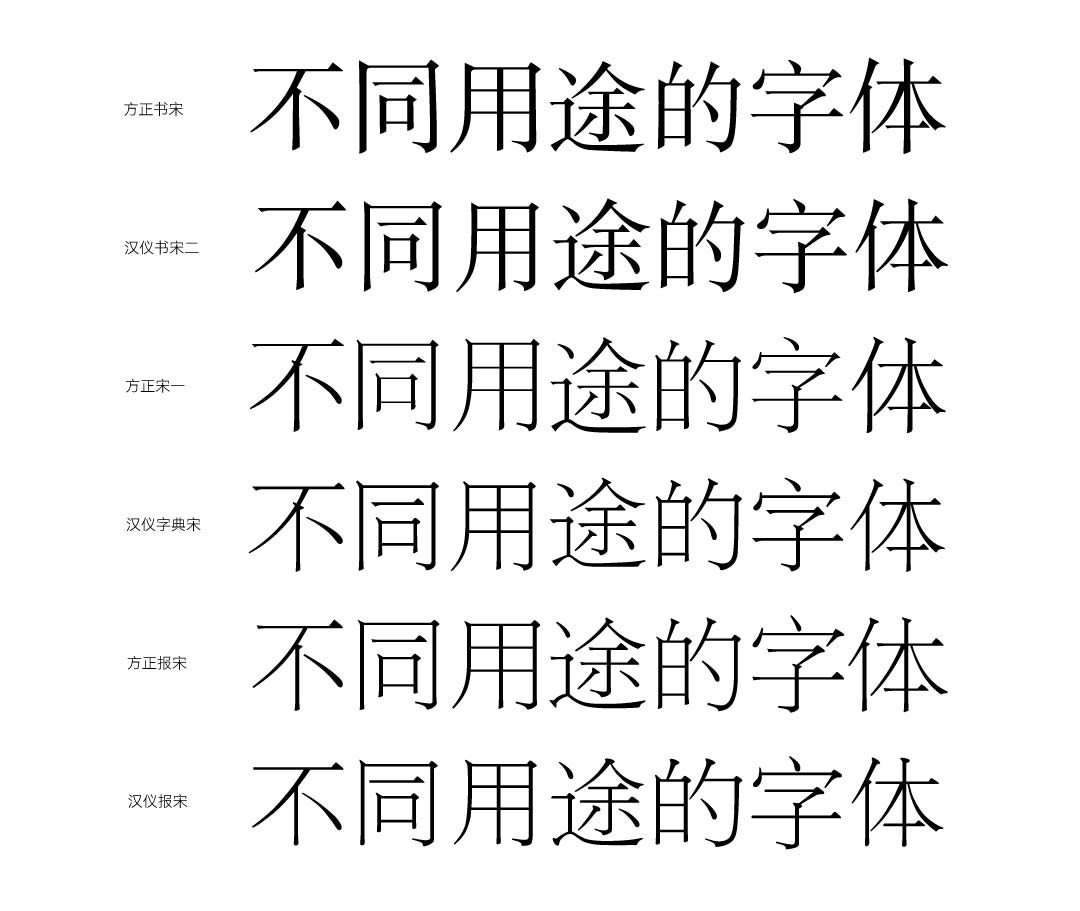 方正书宋 不同用途的字体
汉仪书宋二 不同用途的字体
方正宋一 不同用途的字体
汉仪字典宋 不同用途的字体
方正报宋 不同用途的字体
汉仪报宋 不同用途的字体